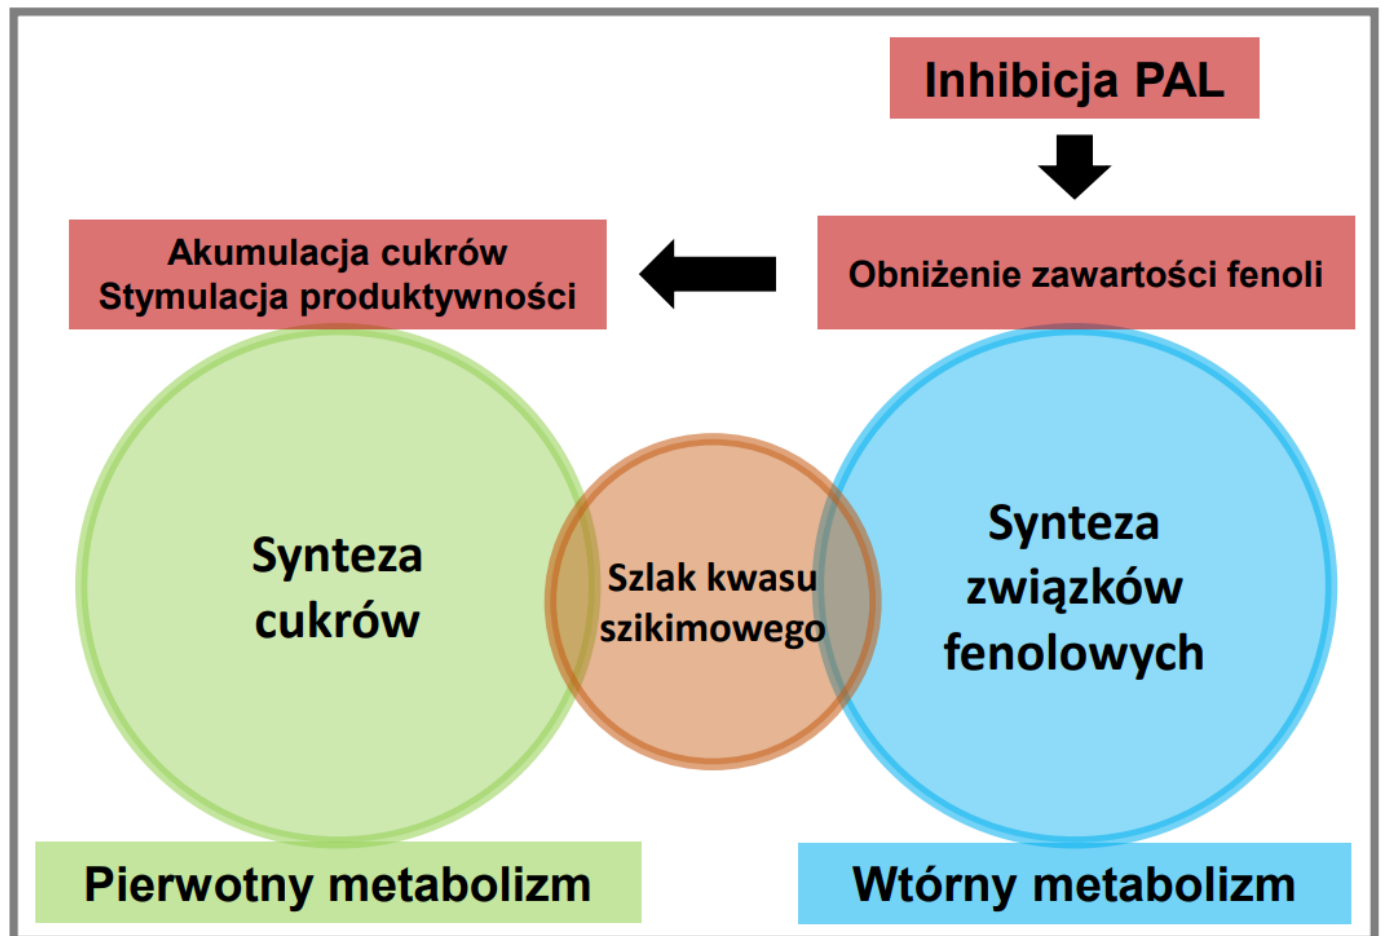 Inhibicja PAL
Akumulacja cukrów
Stymulacja produktywności
Obniżenie zawartości fenoli
Synteza
cukrów
Szlak kwasu
szikimowego
Synteza
związków
fenolowych
Pierwotny metabolizm
Wtórny metabolizm